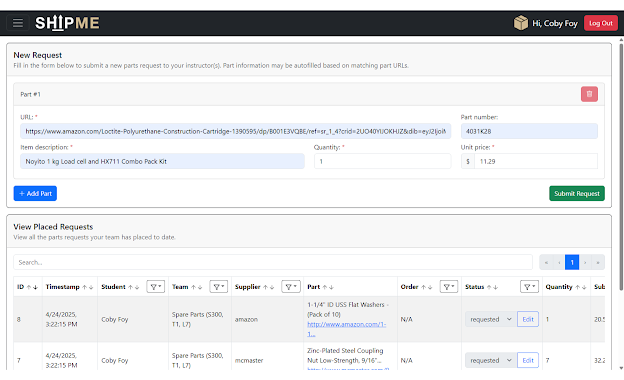 SHIPME
Hi, Coby Foy
Log Out
New Request
Fill in the form below to submit a new parts request to your instructor(s). Part information may be autofilled based on matching part URLs.
Part #1
URL: *
Part number:
https://www.amazon.com/Loctite-Polyurethane-Construction-Cartridge-1390595/dp/B001E3VQBE/ref=sr_1_4?crid=2UO40YIJOKHJZ&dib=eyJ2IjoiM
4031K28
Item description: *
Quantity: *
Unit price: *
Noyito 1 kg Load cell and HX711 Combo Pack Kit
1
$ 11.29
+ Add Part
Submit Request
View Placed Requests
View all the parts requests your team has placed to date.
Search...
« ‹ 1 › »
ID ↑↓ Timestamp ↑↓ Student ↑↓ Team ↑↓ Supplier ↑↓ Part ↑↓ Order ↑↓ Status ↑↓ Quantity ↑↓ Sub
1-1/4" ID USS Flat Washers -
4/24/2025,
Spare Parts (S300,
(Pack of 10)
8
Coby Foy
amazon
N/A
requested
Edit
1
20.5
3:22:15 PM
T1, L7)
http://www.amazon.com/1-
1...
Zinc-Plated Steel Coupling
4/24/2025,
Spare Parts (S300,
Nut Low-Strength, 9/16"...
7
Coby Foy
mcmaster
N/A
requested
Edit
7
32.2
3:22:15 PM
T1, L7)